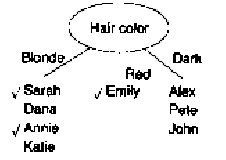 Hair color
Blonde
Red
Dark
✓ Sarah
Dana
✓ Annie
Katie
✓ Emily
Alex
Pete
John